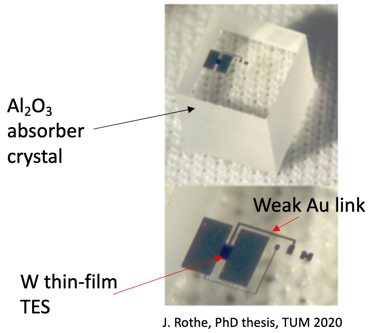 Al₂O₃
absorber
crystal
Weak Au link
W thin-film
TES
J. Rothe, PhD thesis, TUM 2020